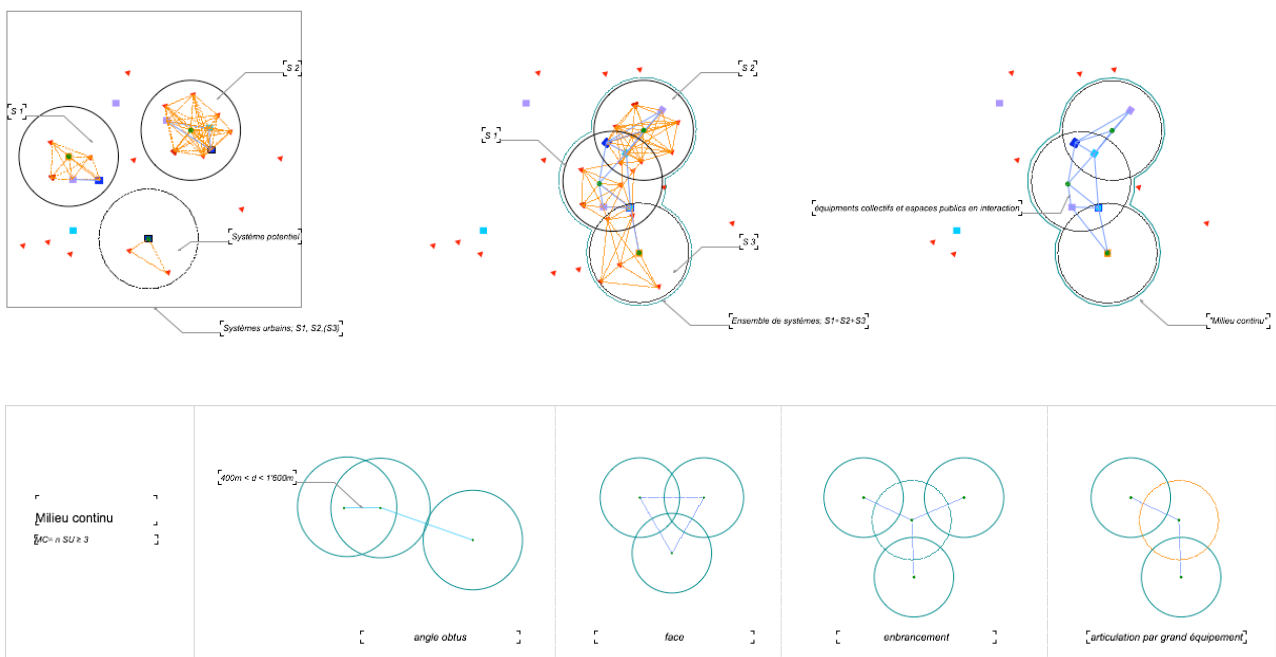 S 2
S 1
Système potentiel
Systèmes urbains; S1, S2,(S3)
S 2
S 1
S 3
Ensemble de systèmes; S1+S2+S3
équipments collectifs et espaces publics en interaction
"Milieu continu"
Milieu continu
MC= n SU ≥ 3
400m < d < 1'600m
angle obtus
face
enbrancement
articulation par grand équipement